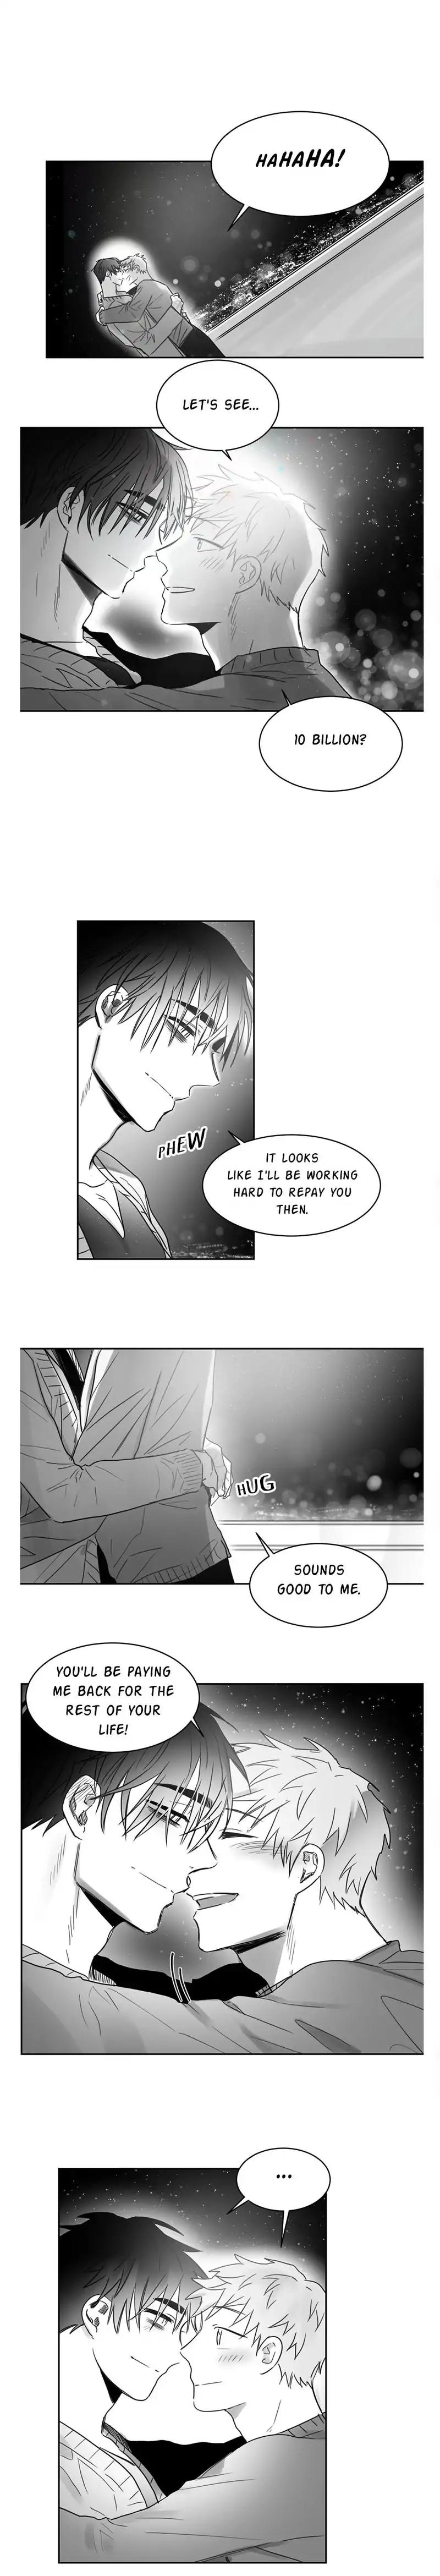 HAHAHA!
LET'S SEE...
10 BILLION?
PHEW
IT LOOKS
LIKE I'LL BE WORKING
HARD TO REPAY YOU
THEN.
HUG
SOUNDS
GOOD TO ME.
YOU'LL BE PAYING
ME BACK FOR THE
REST OF YOUR
LIFE!
...